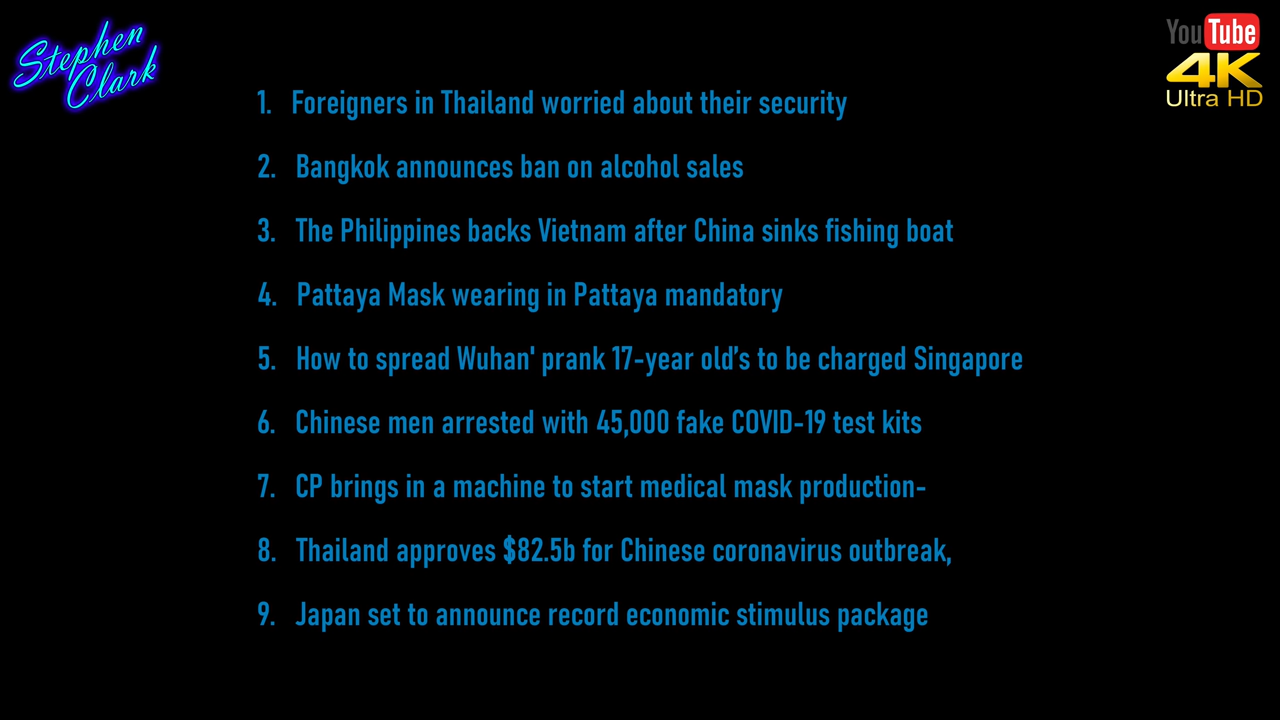 Stephen
Clark
YouTube
4K
Ultra HD
1. Foreigners in Thailand worried about their security
2. Bangkok announces ban on alcohol sales
3. The Philippines backs Vietnam after China sinks fishing boat
4. Pattaya Mask wearing in Pattaya mandatory
5. How to spread Wuhan' prank 17-year old’s to be charged Singapore
6. Chinese men arrested with 45,000 fake COVID-19 test kits
7. CP brings in a machine to start medical mask production-
8. Thailand approves $82.5b for Chinese coronavirus outbreak,
9. Japan set to announce record economic stimulus package